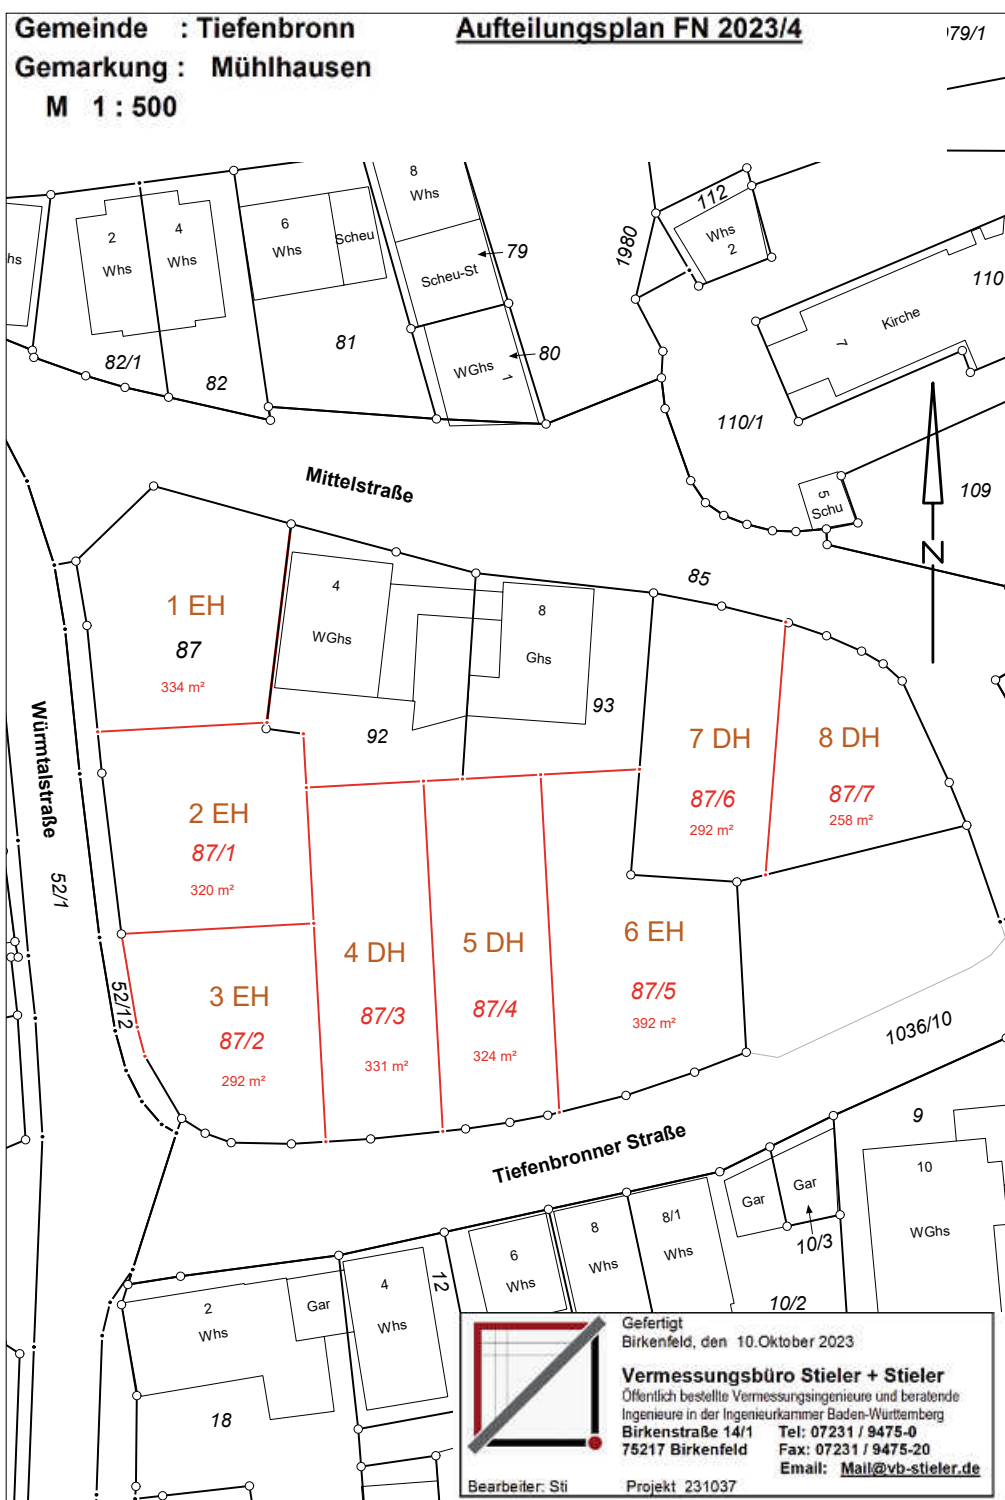 Gemeinde : Tiefenbronn
Aufteilungsplan FN 2023/4
Gemarkung : Mühlhausen
M 1 : 500
79/1
8
Whs
112
Whs
2
1980
2
Whs
4
Whs
6
Whs
Scheu
hs
Scheu-St
79
110
Kirche
7
82/1
82
81
WGhs
1
80
110/1
109
5
Schu
Mittelstraße
N
85
1 EH
87
334 m²
4
WGhs
8
Ghs
92
93
7 DH
87/6
292 m²
8 DH
87/7
258 m²
Würmtalstraße
52/1
2 EH
87/1
320 m²
52/12
3 EH
87/2
292 m²
4 DH
87/3
331 m²
5 DH
87/4
324 m²
6 EH
87/5
392 m²
1036/10
Tiefenbronner Straße
9
10
WGhs
Gar
Gar
10/3
10/2
8/1
Whs
8
Whs
6
Whs
12
4
Whs
Gar
2
Whs
18
Gefertigt
Birkenfeld, den 10.Oktober 2023
Vermessungsbüro Stieler + Stieler
Öffentlich bestellte Vermessungsingenieure und beratende
Ingenieure in der Ingenieurkammer Baden-Württemberg
Birkenstraße 14/1 Tel: 07231 / 9475-0
75217 Birkenfeld Fax: 07231 / 9475-20
Email: Mail@vb-stieler.de
Bearbeiter: Sti Projekt 231037